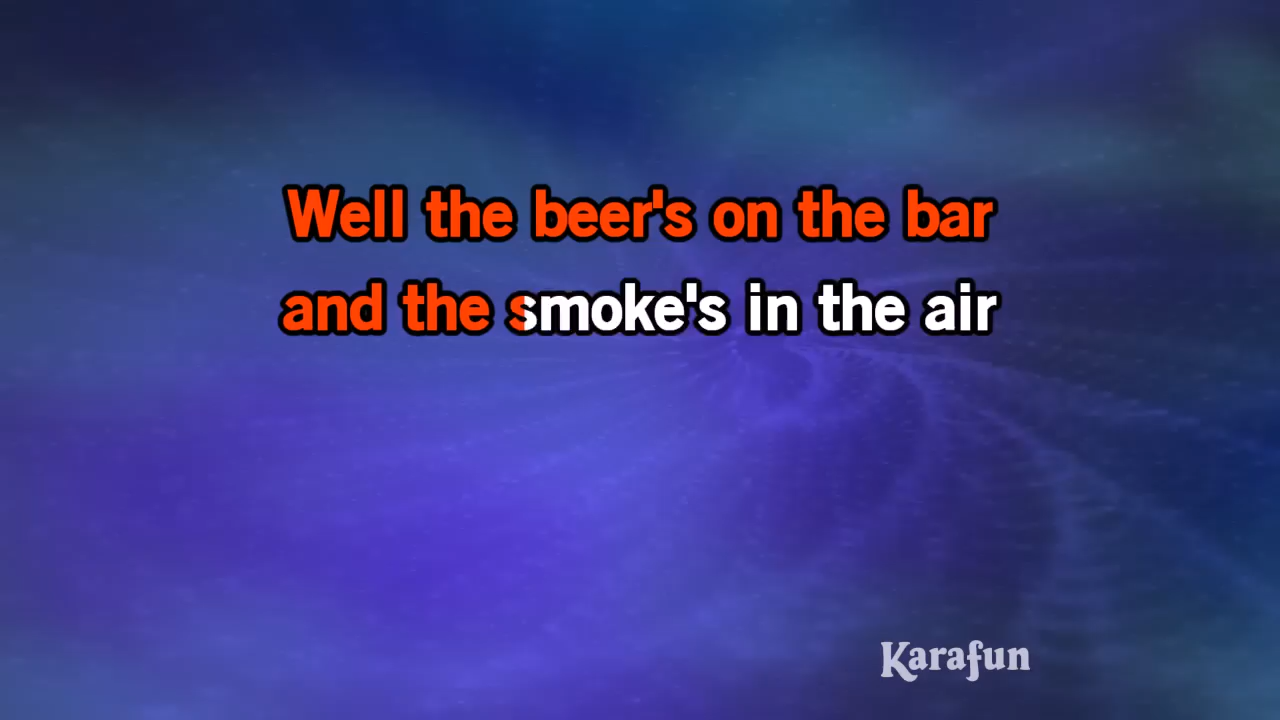 Well the beer's on the bar
and the smoke's in the air
Karafun